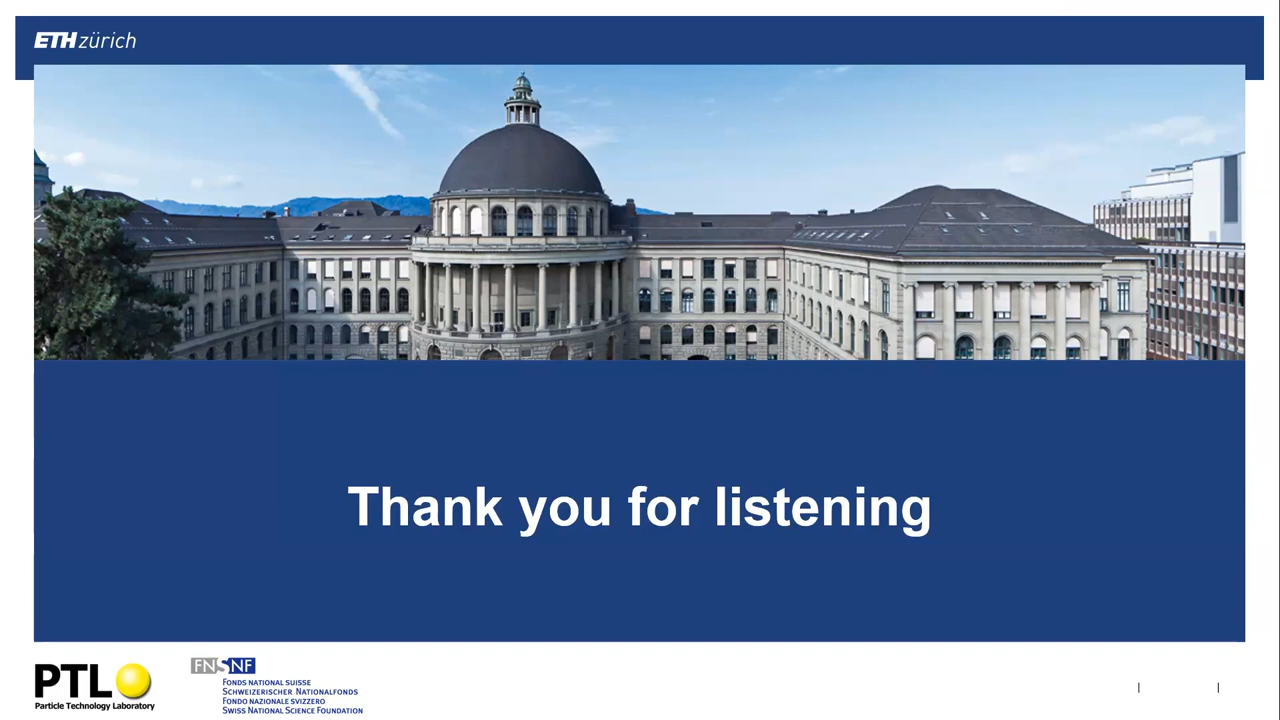 ETH zürich
Thank you for listening
PTL
Particle Technology Laboratory
FNSNF
FONDS NATIONAL SUISSE
SCHWEIZERISCHER NATIONALFONDS
FONDO NAZIONALE SVIZZERO
SWISS NATIONAL SCIENCE FOUNDATION